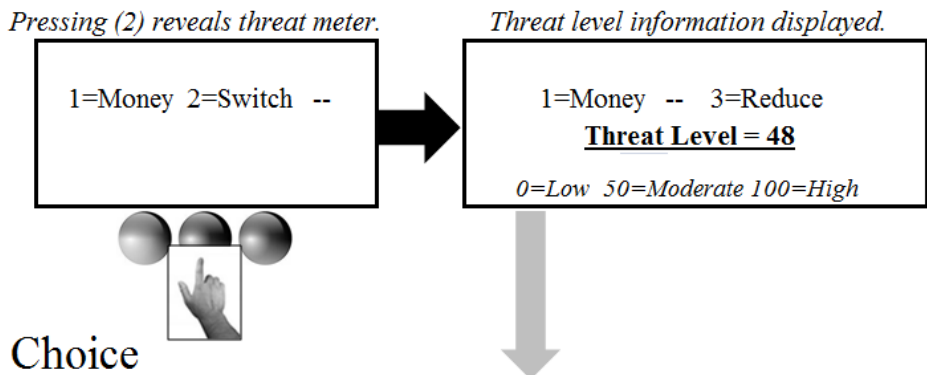 Pressing (2) reveals threat meter.
Threat level information displayed.
1=Money 2=Switch --
1=Money -- 3=Reduce
Threat Level = 48
0=Low 50=Moderate 100=High
Choice